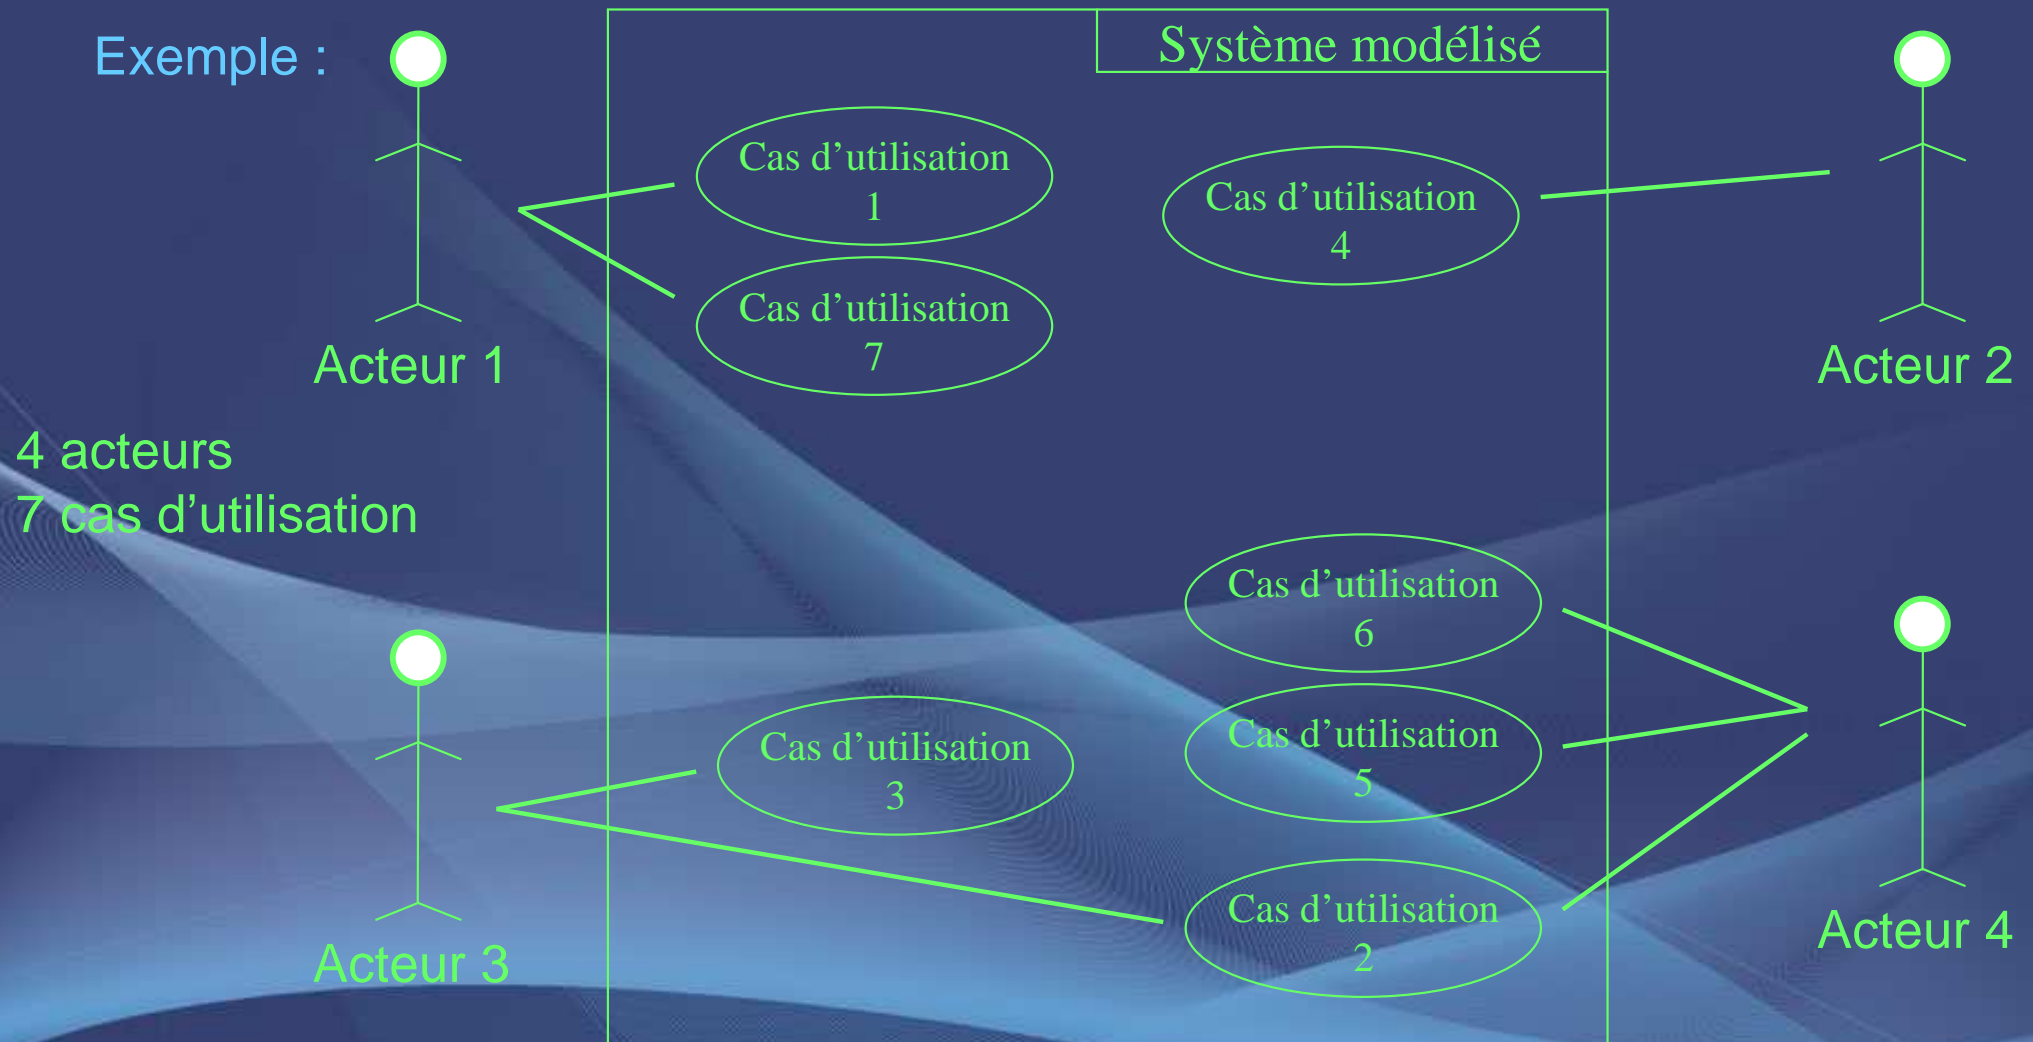 Exemple :
Système modélisé
Cas d’utilisation
1
Cas d’utilisation
4
Cas d’utilisation
7
Acteur 1
Acteur 2
4 acteurs
7 cas d’utilisation
Cas d’utilisation
6
Cas d’utilisation
3
Cas d’utilisation
5
Cas d’utilisation
2
Acteur 3
Acteur 4